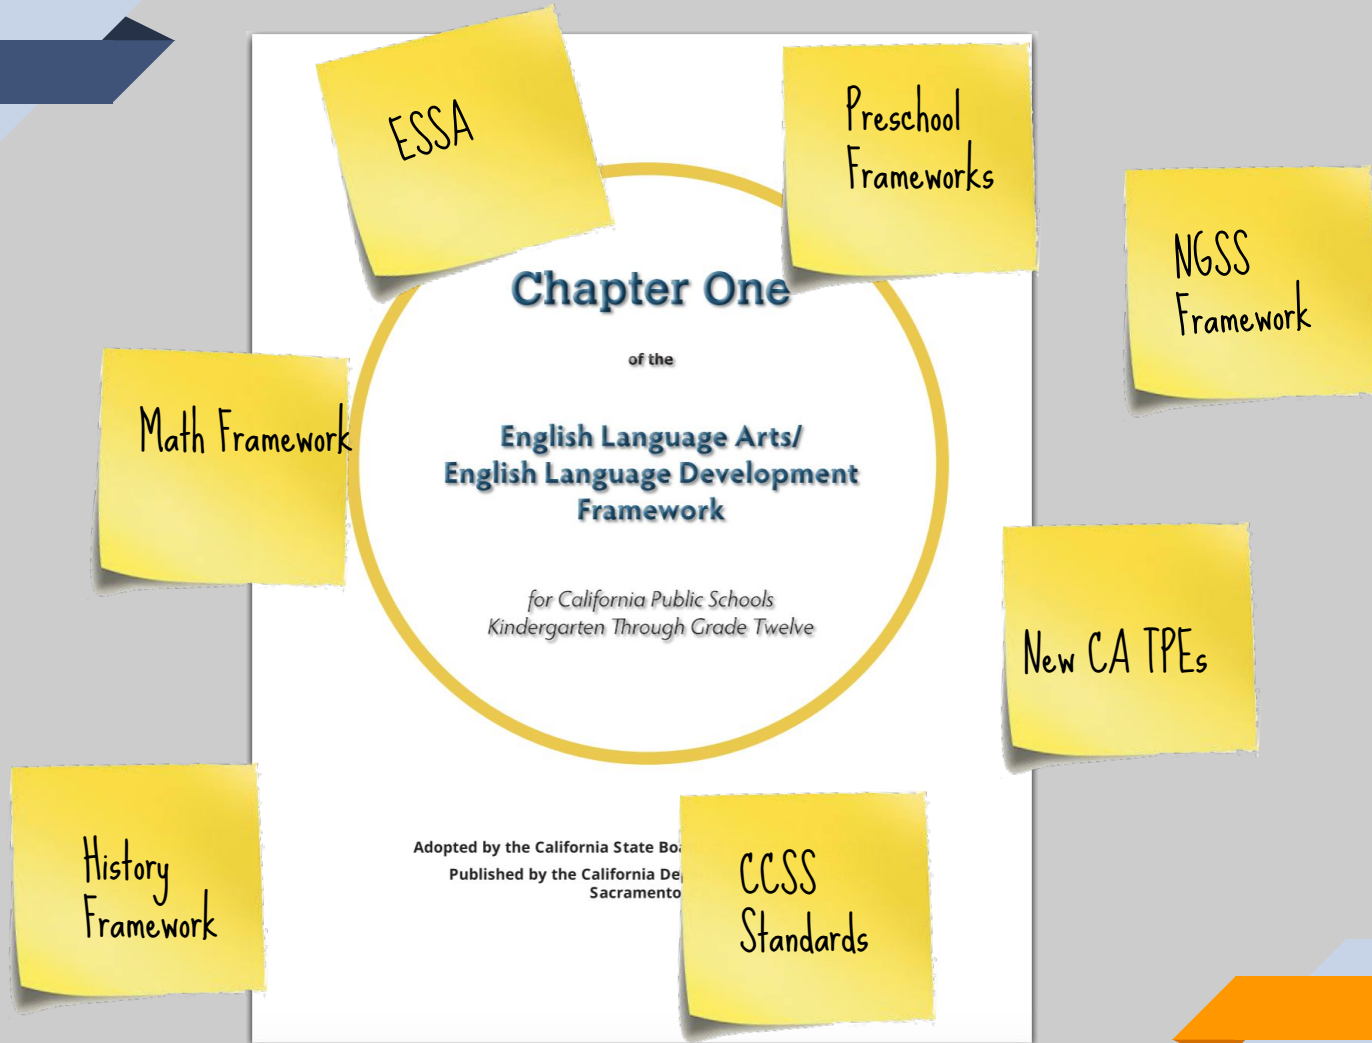 ESSA
Preschool
Frameworks
NGSS
Framework
Chapter One
of the
Math Framework
English Language Arts/
English Language Development
Framework
for California Public Schools
Kindergarten Through Grade Twelve
New CA TPEs
History
Framework
Adopted by the California State
Published by the California
Sacramento
CCSS
Standards